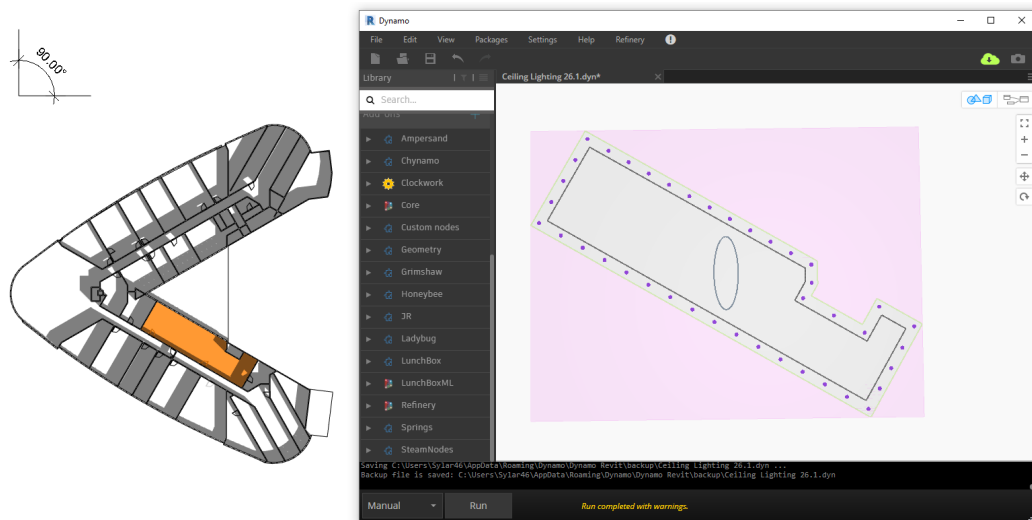 90.00°
Dynamo
File Edit View Packages Settings Help Refinery
Library
Ceiling Lighting 26.1.dyn*
Search...
Add-ons
Ampersand
Chynamo
Clockwork
Core
Custom nodes
Geometry
Grimshaw
Honeybee
JR
Ladybug
LunchBox
LunchBoxML
Refinery
Springs
SteamNodes
Saving C:\Users\Sylar46\AppData\Roaming\Dynamo\Dynamo Revit\backup\Ceiling Lighting 26.1.dyn ...
Backup file is saved: C:\Users\Sylar46\AppData\Roaming\Dynamo\Dynamo Revit\backup\Ceiling Lighting 26.1.dyn
Manual Run Run completed with warnings.